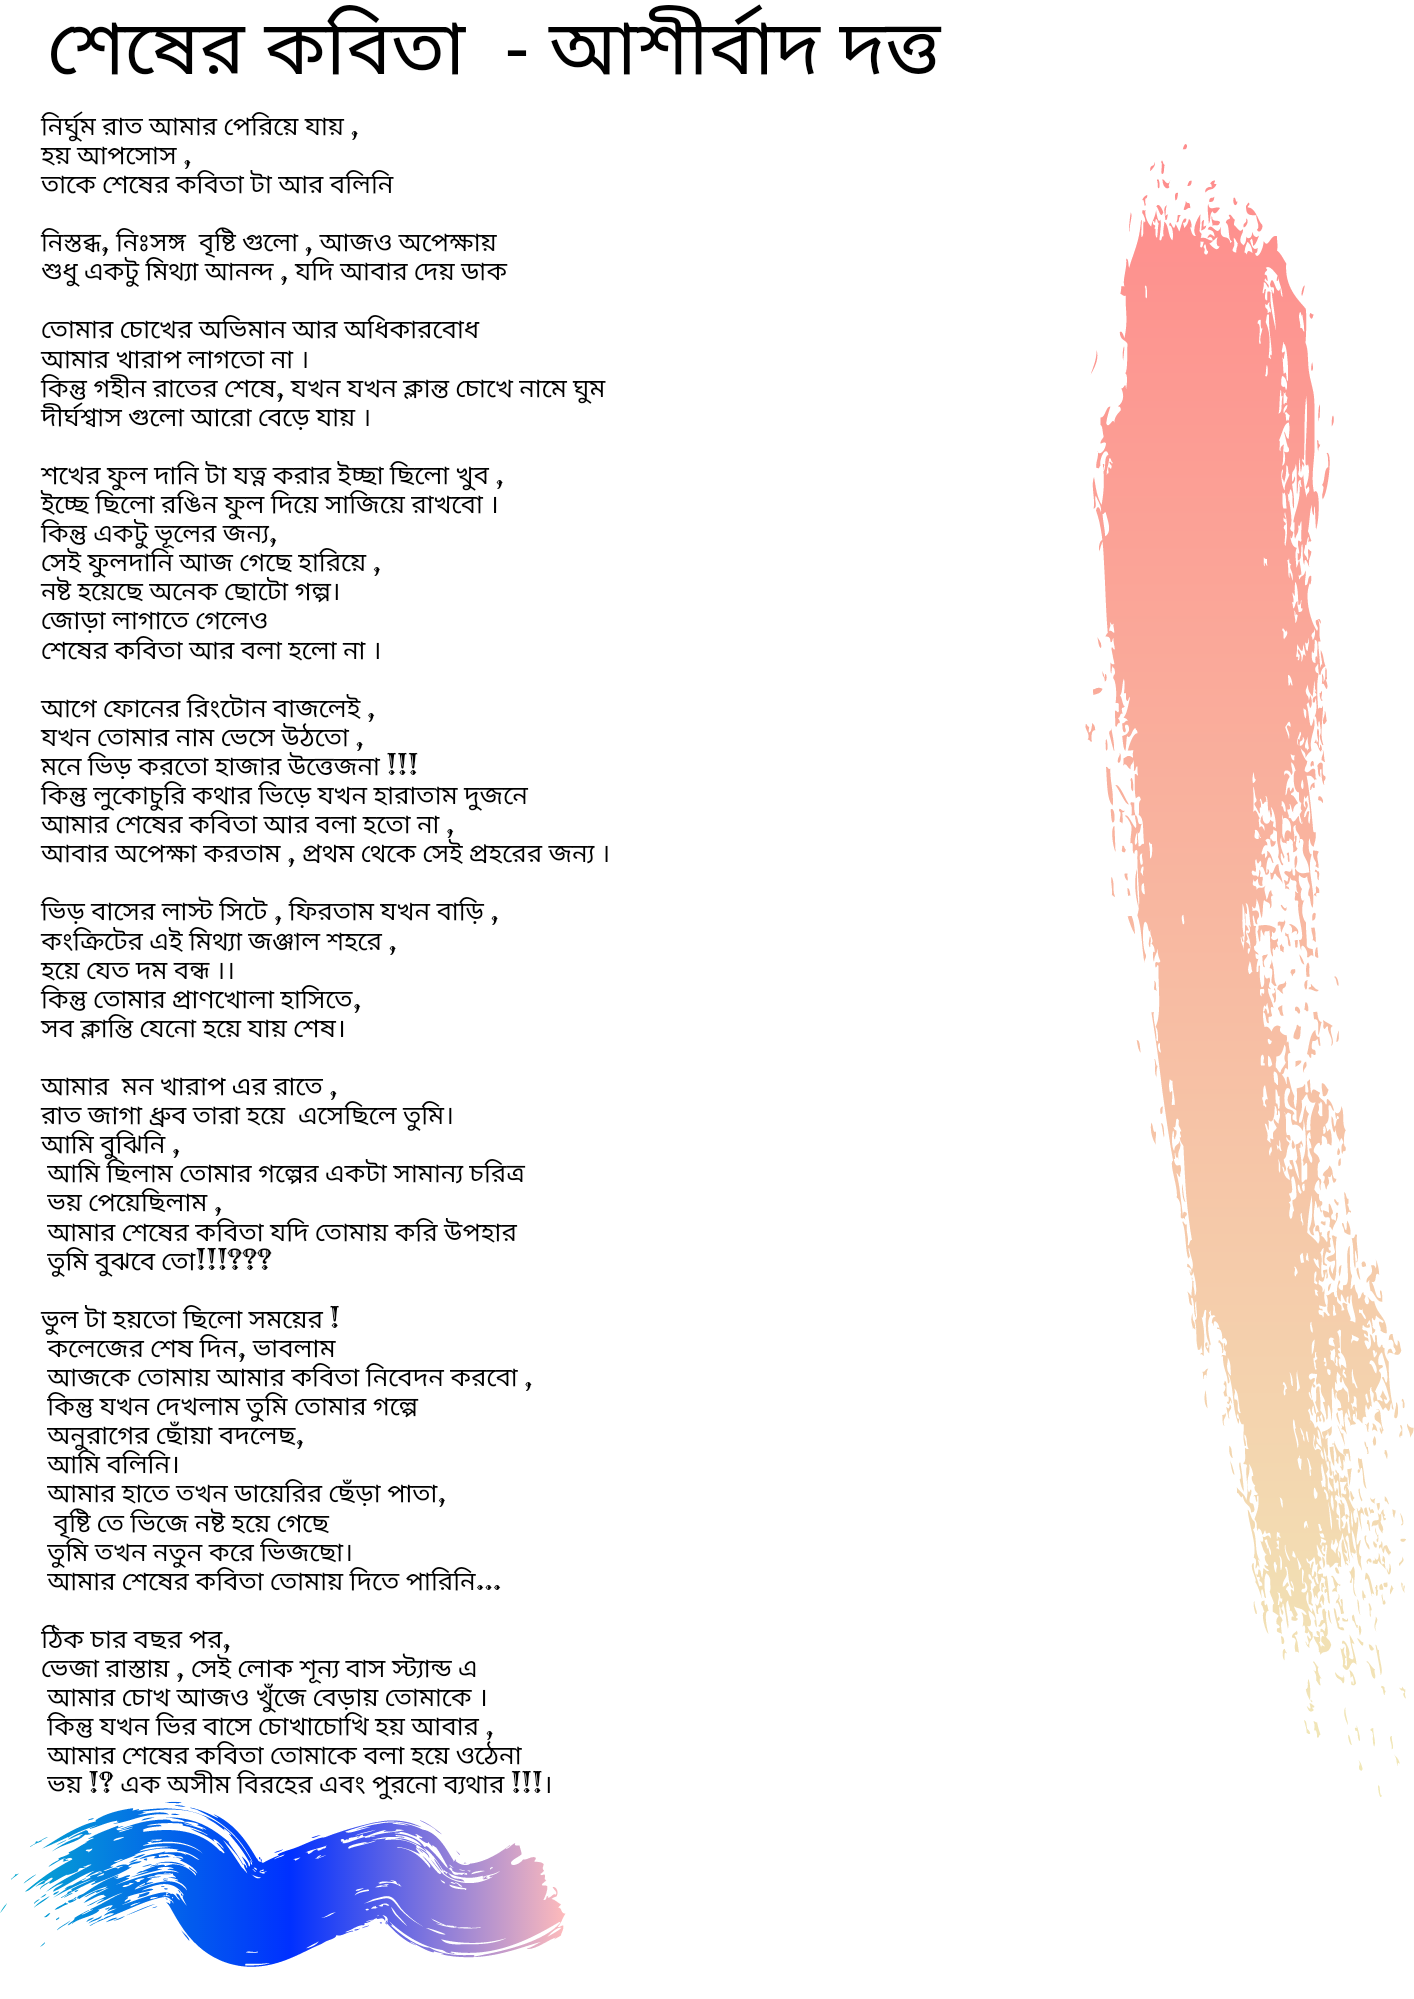 শেষের কবিতা - আশীর্বাদ দত্ত
নির্ঘুম রাত আমার পেরিয়ে যায় ,
হয় আপসোস ,
তাকে শেষের কবিতা টা আর বলিনি
নিস্তব্ধ, নিঃসঙ্গ বৃষ্টি গুলো , আজও অপেক্ষায়
শুধু একটু মিথ্যা আনন্দ , যদি আবার দেয় ডাক
তোমার চোখের অভিমান আর অধিকারবোধ
আমার খারাপ লাগতো না ।
কিন্তু গহীন রাতের শেষে, যখন যখন ক্লান্ত চোখে নামে ঘুম
দীর্ঘশ্বাস গুলো আরো বেড়ে যায় ।
শখের ফুল দানি টা যত্ন করার ইচ্ছা ছিলো খুব ,
ইচ্ছে ছিলো রঙিন ফুল দিয়ে সাজিয়ে রাখবো ।
কিন্তু একটু ভূলের জন্য,
সেই ফুলদানি আজ গেছে হারিয়ে ,
নষ্ট হয়েছে অনেক ছোটো গল্প।
জোড়া লাগাতে গেলেও
শেষের কবিতা আর বলা হলো না ।
আগে ফোনের রিংটোন বাজলেই ,
যখন তোমার নাম ভেসে উঠতো ,
মনে ভিড় করতো হাজার উত্তেজনা !!!
কিন্তু লুকোচুরি কথার ভিড়ে যখন হারাতাম দুজনে
আমার শেষের কবিতা আর বলা হতো না ,
আবার অপেক্ষা করতাম , প্রথম থেকে সেই প্রহরের জন্য ।
ভিড় বাসের লাস্ট সিটে , ফিরতাম যখন বাড়ি ,
কংক্রিটের এই মিথ্যা জঞ্জাল শহরে ,
হয়ে যেত দম বন্ধ ।।
কিন্তু তোমার প্রাণখোলা হাসিতে,
সব ক্লান্তি যেনো হয়ে যায় শেষ।
আমার মন খারাপ এর রাতে ,
রাত জাগা ধ্রুব তারা হয়ে এসেছিলে তুমি।
আমি বুঝিনি ,
আমি ছিলাম তোমার গল্পের একটা সামান্য চরিত্র
ভয় পেয়েছিলাম ,
আমার শেষের কবিতা যদি তোমায় করি উপহার
তুমি বুঝবে তো!!!???
ভুল টা হয়তো ছিলো সময়ের !
কলেজের শেষ দিন, ভাবলাম
আজকে তোমায় আমার কবিতা নিবেদন করবো ,
কিন্তু যখন দেখলাম তুমি তোমার গল্পে
অনুরাগের ছোঁয়া বদলেছ,
আমি বলিনি।
আমার হাতে তখন ডায়েরির ছেঁড়া পাতা,
বৃষ্টি তে ভিজে নষ্ট হয়ে গেছে
তুমি তখন নতুন করে ভিজছো।
আমার শেষের কবিতা তোমায় দিতে পারিনি...
ঠিক চার বছর পর,
ভেজা রাস্তায় , সেই লোক শূন্য বাস স্ট্যান্ড এ
আমার চোখ আজও খুঁজে বেড়ায় তোমাকে ।
কিন্তু যখন ভির বাসে চোখাচোখি হয় আবার ,
আমার শেষের কবিতা তোমাকে বলা হয়ে ওঠেনা
ভয় !? এক অসীম বিরহের এবং পুরনো ব্যথার !!!।